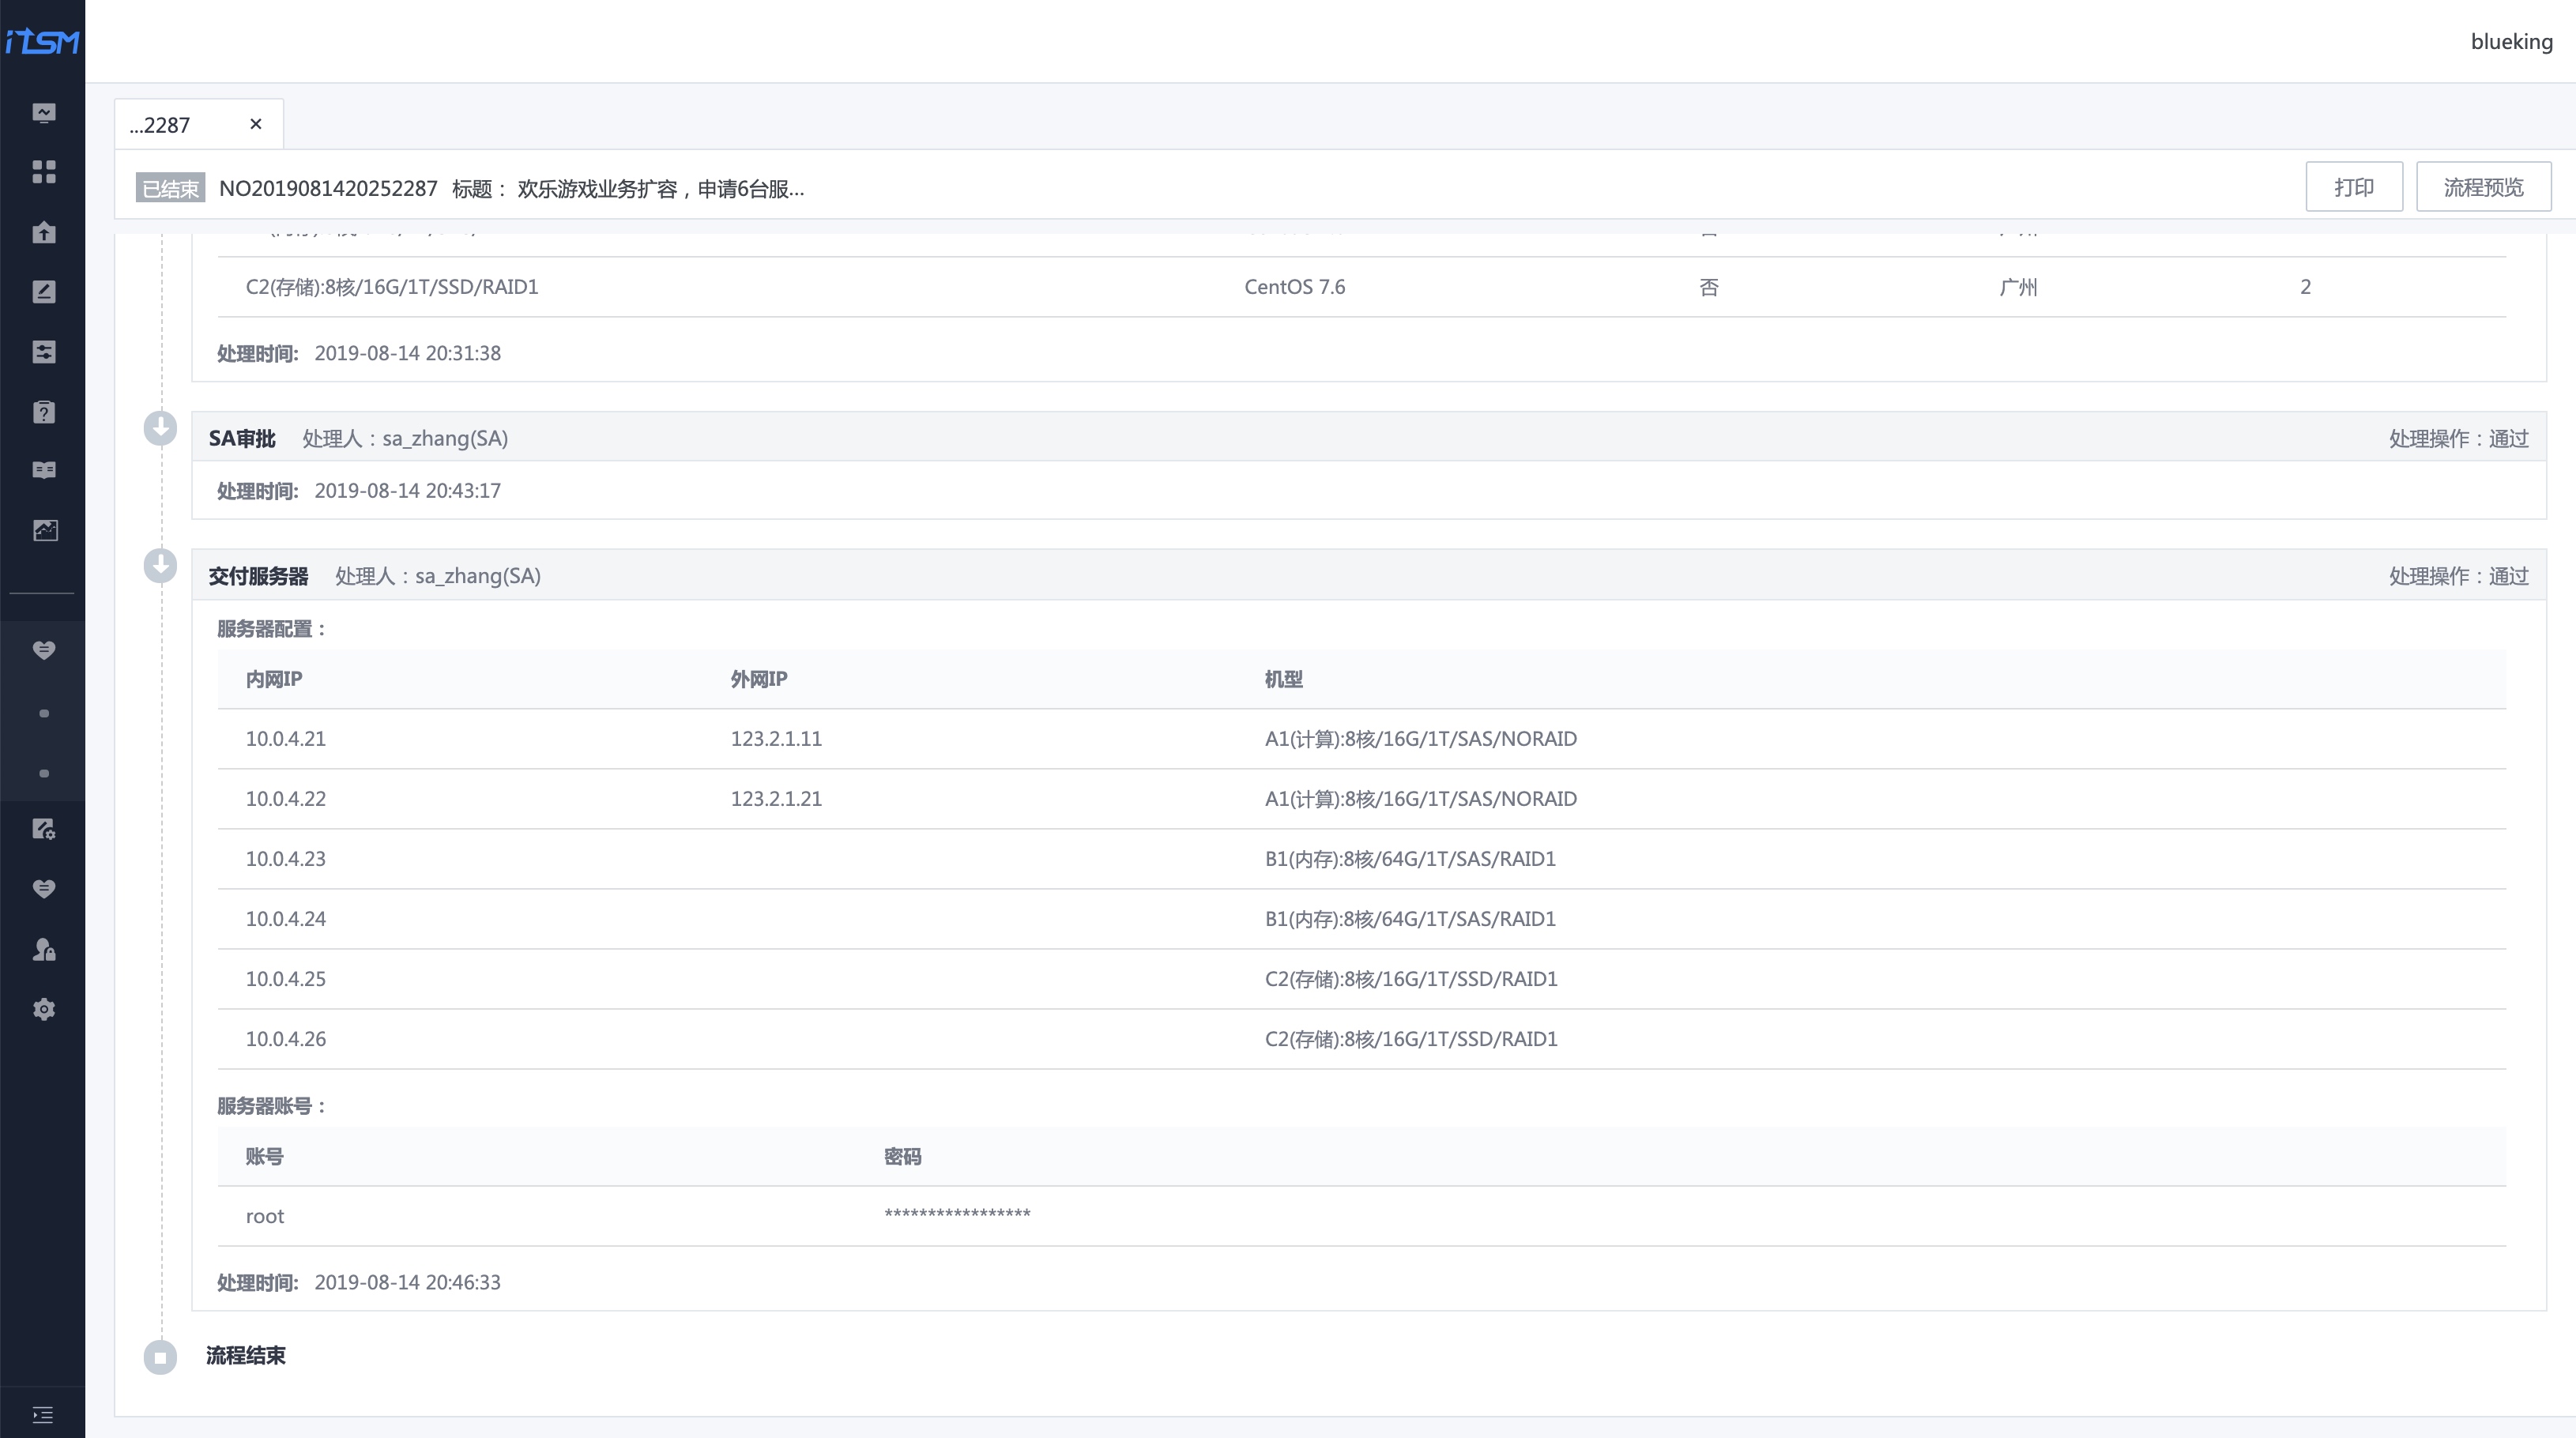 iTSM
blueking
...2287 ×
已结束 NO2019081420252287 标题： 欢乐游戏业务扩容，申请6台服...
打印 流程预览
C2(存储):8核/16G/1T/SSD/RAID1 CentOS 7.6 否 广州 2
处理时间: 2019-08-14 20:31:38
SA审批 处理人：sa_zhang(SA) 处理操作：通过
处理时间: 2019-08-14 20:43:17
交付服务器 处理人：sa_zhang(SA) 处理操作：通过
服务器配置：
内网IP 外网IP 机型
10.0.4.21 123.2.1.11 A1(计算):8核/16G/1T/SAS/NORAID
10.0.4.22 123.2.1.21 A1(计算):8核/16G/1T/SAS/NORAID
10.0.4.23 B1(内存):8核/64G/1T/SAS/RAID1
10.0.4.24 B1(内存):8核/64G/1T/SAS/RAID1
10.0.4.25 C2(存储):8核/16G/1T/SSD/RAID1
10.0.4.26 C2(存储):8核/16G/1T/SSD/RAID1
服务器账号：
账号 密码
root *****************
处理时间: 2019-08-14 20:46:33
流程结束